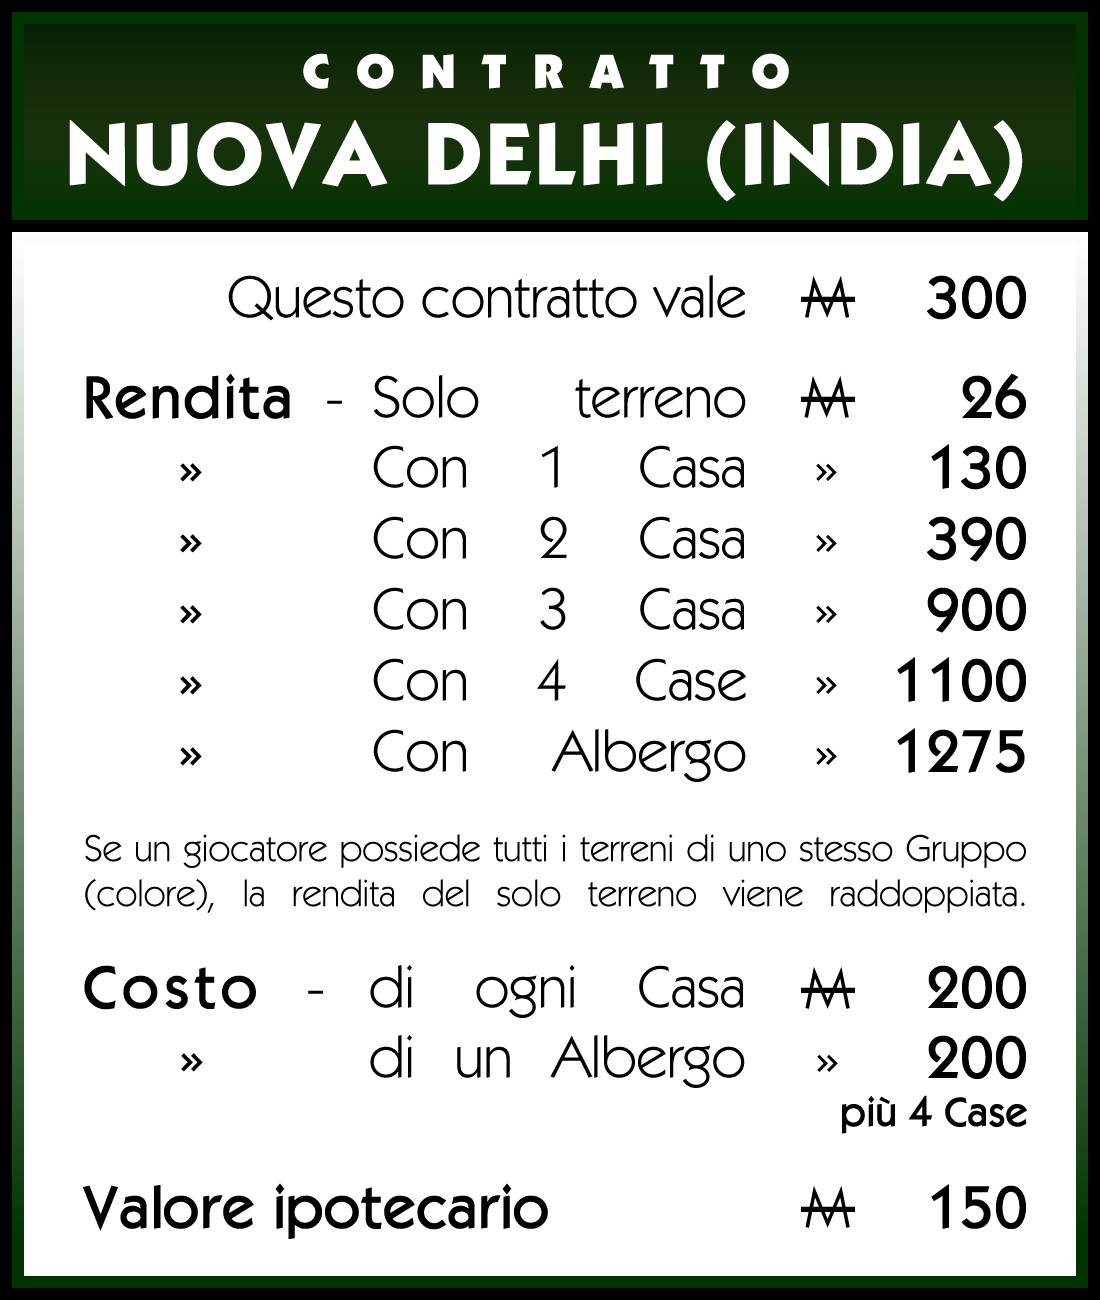 CONTRATTO
NUOVA DELHI (INDIA)
Questo contratto vale M 300
Rendita - Solo terreno M 26
» Con 1 Casa » 130
» Con 2 Casa » 390
» Con 3 Casa » 900
» Con 4 Case » 1100
» Con Albergo » 1275
Se un giocatore possiede tutti i terreni di uno stesso Gruppo
(colore), la rendita del solo terreno viene raddoppiata.
Costo - di ogni Casa M 200
» di un Albergo » 200
più 4 Case
Valore ipotecario M 150